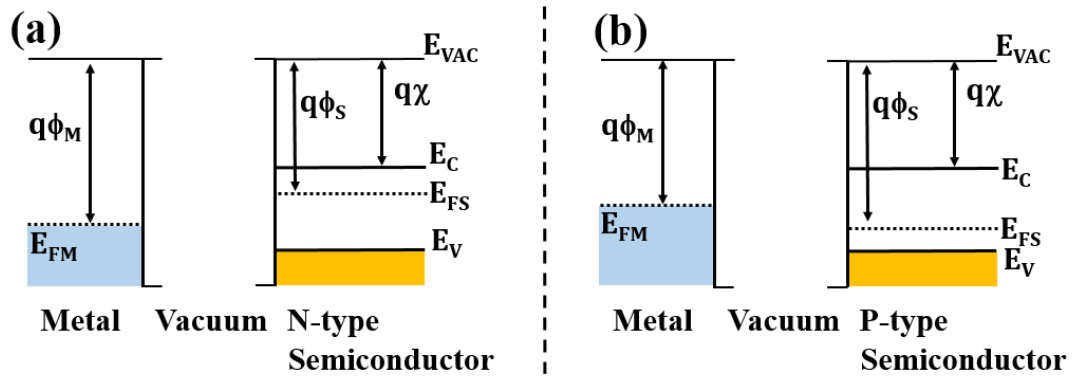 (a)
E_VAC
qϕ_M
qϕ_S
qχ
E_C
E_FS
E_FM
E_V
Metal Vacuum N-type
Semiconductor
(b)
E_VAC
qϕ_M
qϕ_S
qχ
E_C
E_FM
E_FS
E_V
Metal Vacuum P-type
Semiconductor